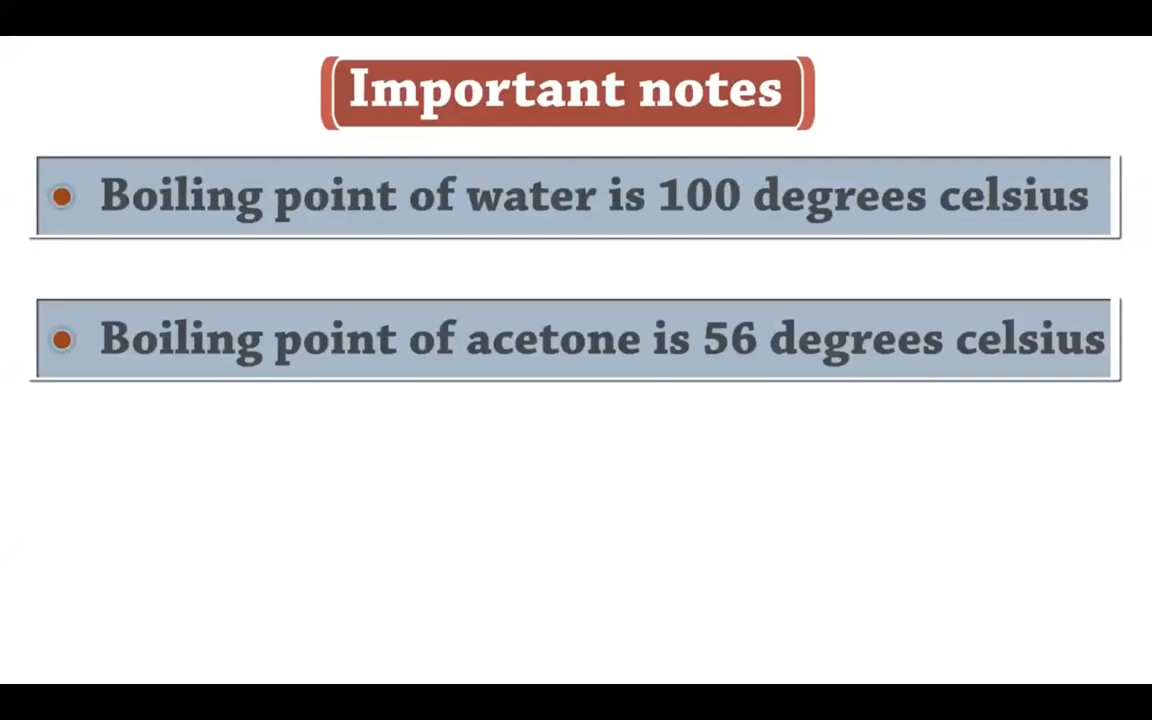 Important notes
Boiling point of water is 100 degrees celsius
Boiling point of acetone is 56 degrees celsius